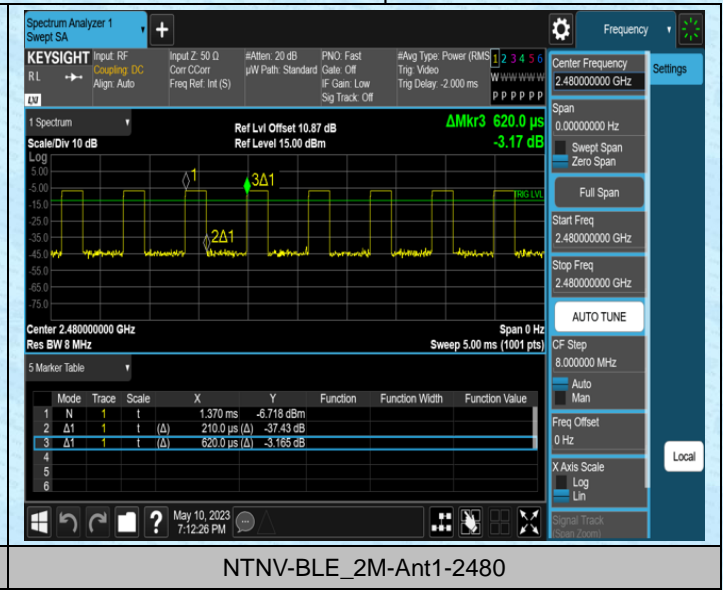 Spectrum Analyzer 1
Swept SA
+
Frequency
KEYSIGHT
RL
Input: RF
Coupling: DC
Align: Auto
Input Z: 50 Ω
Corr CCorr
Freq Ref: Int (S)
#Atten: 20 dB
µW Path: Standard
PNO: Fast
Gate: Off
IF Gain: Low
Sig Track: Off
#Avg Type: Power (RMS
Trig: Video
Trig Delay: -2.000 ms
1 2 3 4 5 6
W W W W W W
P P P P P P
LXI
1 Spectrum
Scale/Div 10 dB
Ref Lvl Offset 10.87 dB
Ref Level 15.00 dBm
ΔMkr3 620.0 µs
-3.17 dB
Log
5.00
-5.00
-15.0
-25.0
-35.0
-45.0
-55.0
-65.0
-75.0
1
3Δ1
2Δ1
TRIG LVL
Center 2.480000000 GHz
Res BW 8 MHz
Span 0 Hz
Sweep 5.00 ms (1001 pts)
5 Marker Table
Mode Trace Scale X Y Function Function Width Function Value
1 N 1 t 1.370 ms -6.718 dBm
2 Δ1 1 t (Δ) 210.0 µs (Δ) -37.43 dB
3 Δ1 1 t (Δ) 620.0 µs (Δ) -3.165 dB
4
5
6
?
May 10, 2023
7:12:26 PM
Center Frequency
2.480000000 GHz
Span
0.00000000 Hz
Swept Span
Zero Span
Full Span
Start Freq
2.480000000 GHz
Stop Freq
2.480000000 GHz
AUTO TUNE
CF Step
8.000000 MHz
Auto
Man
Freq Offset
0 Hz
X Axis Scale
Log
Lin
Signal Track
(Span Zoom)
Settings
Local
NTNV-BLE_2M-Ant1-2480